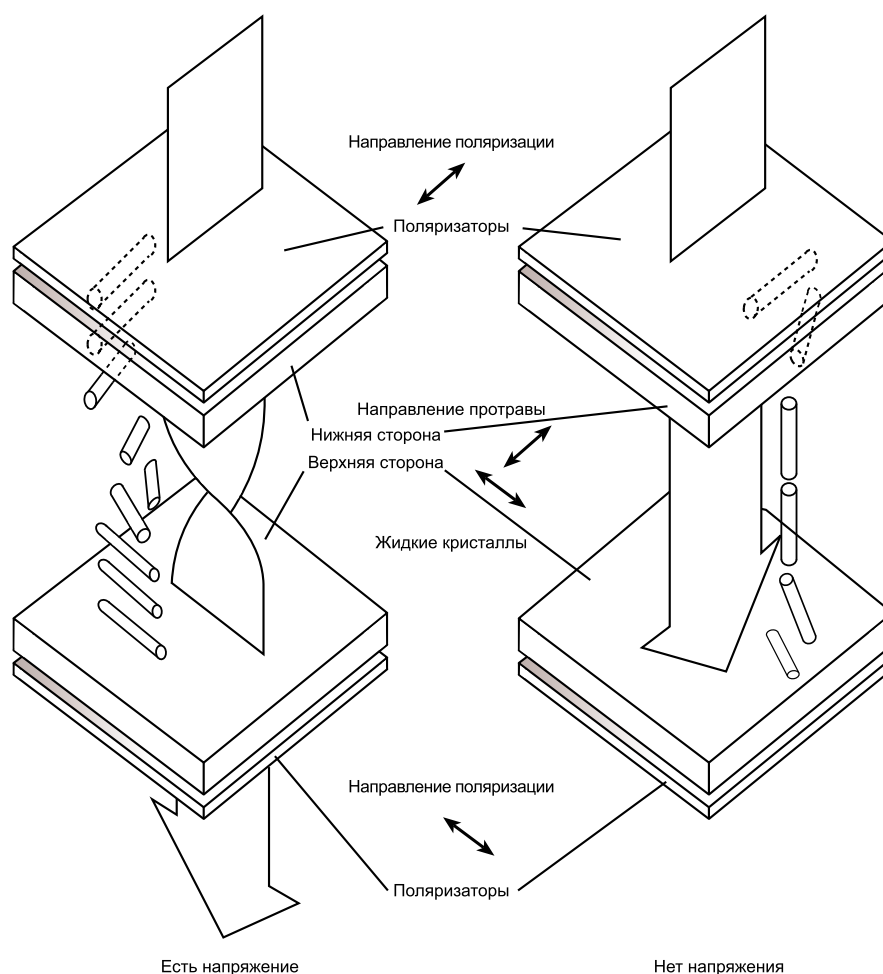 Направление поляризации
Поляризаторы
Направление протравы
Нижняя сторона
Верхняя сторона
Жидкие кристаллы
Направление поляризации
Поляризаторы
Есть напряжение
Нет напряжения